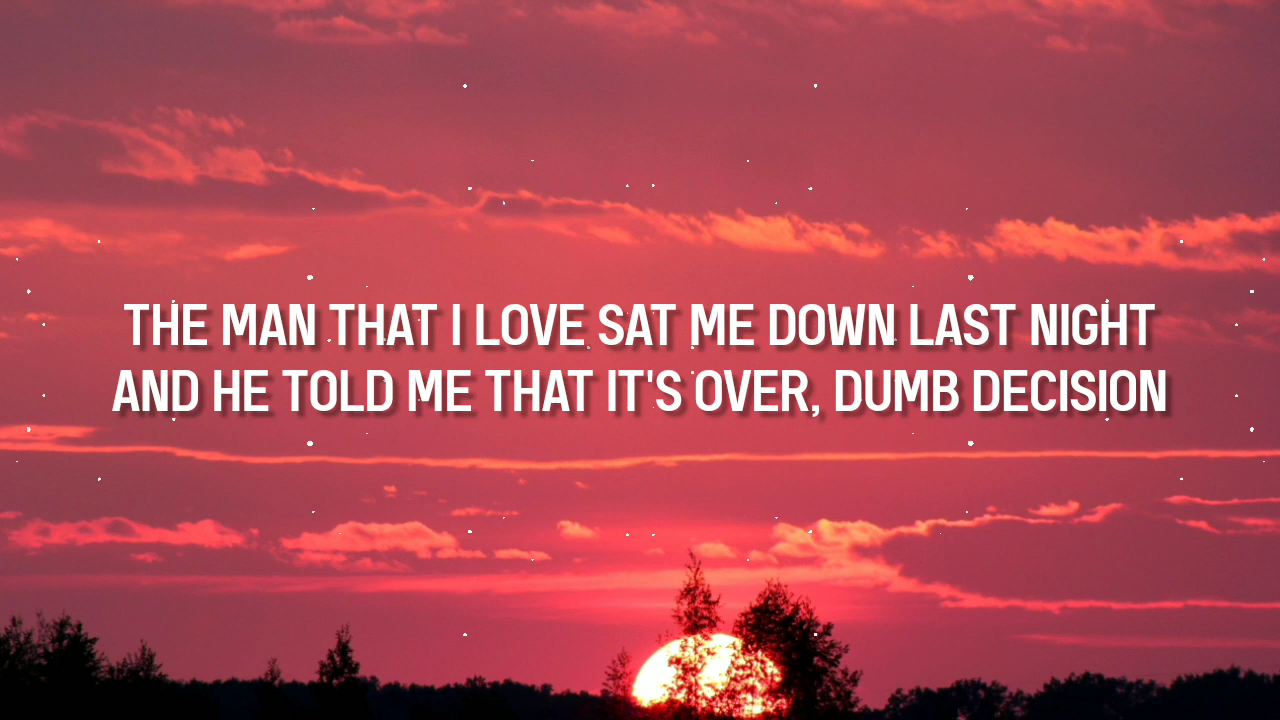 THE MAN THAT I LOVE SAT ME DOWN LAST NIGHT
AND HE TOLD ME THAT IT'S OVER, DUMB DECISION